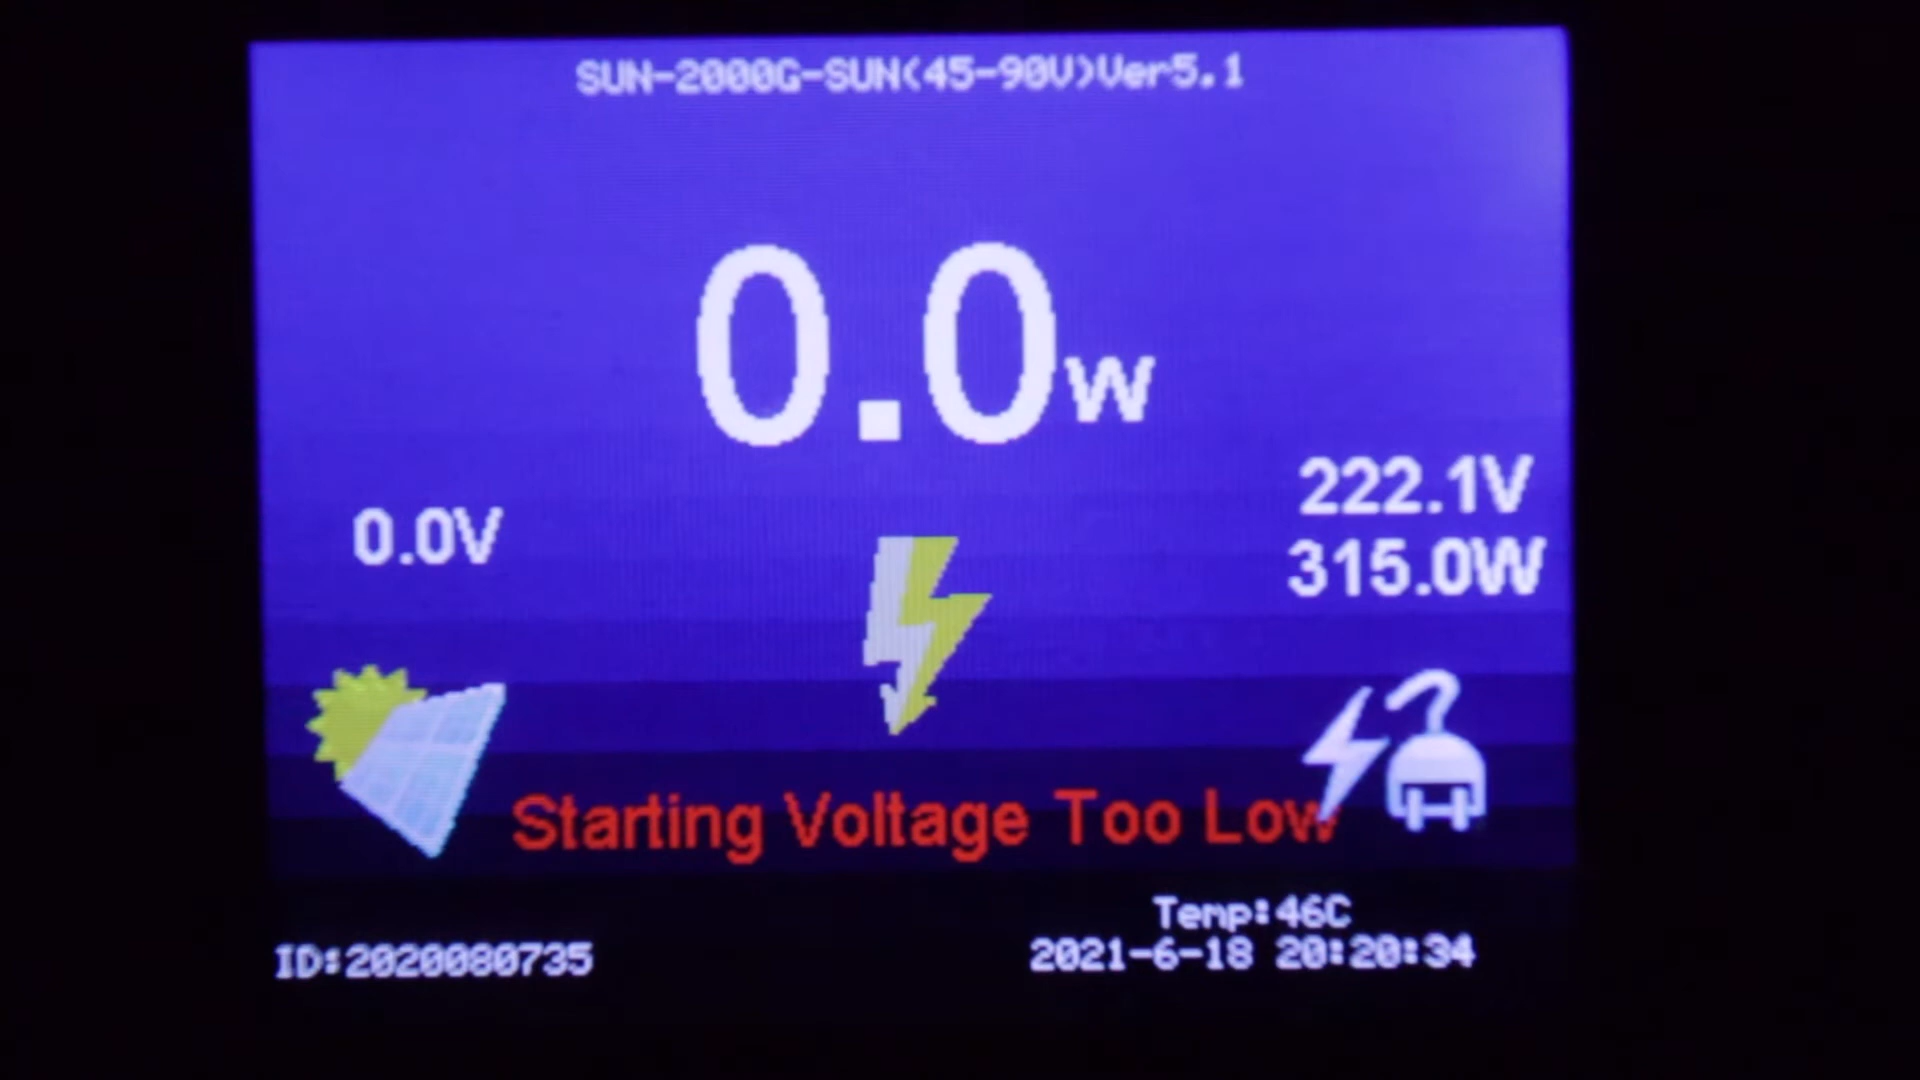 SUN-2000G-SUN(45-90V)Ver5.1
0.0W
222.1V
0.0V
315.0W
Starting Voltage Too Low
Temp:46C
ID:2020080735
2021-6-18 20:20:34